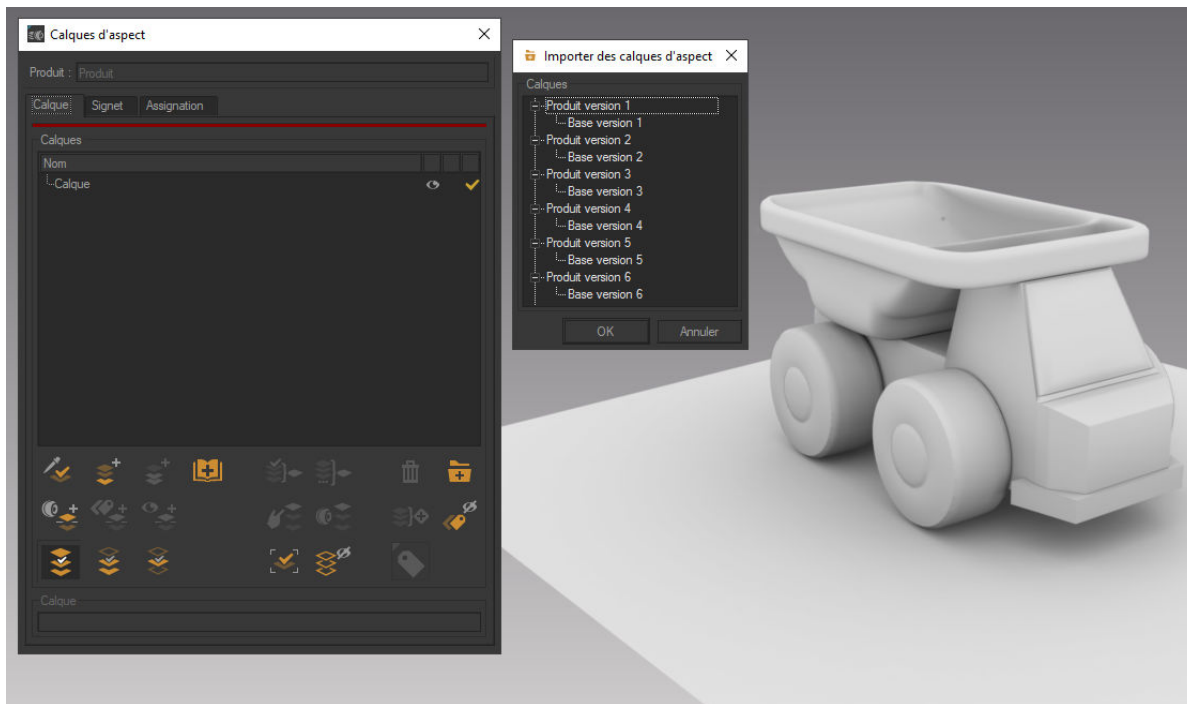 Calques d'aspect
Produit : Produit
Calque Signet Assignation
Calques
Nom
Calque
Calque
Importer des calques d'aspect
Calques
Produit version 1
Base version 1
Produit version 2
Base version 2
Produit version 3
Base version 3
Produit version 4
Base version 4
Produit version 5
Base version 5
Produit version 6
Base version 6
OK Annuler